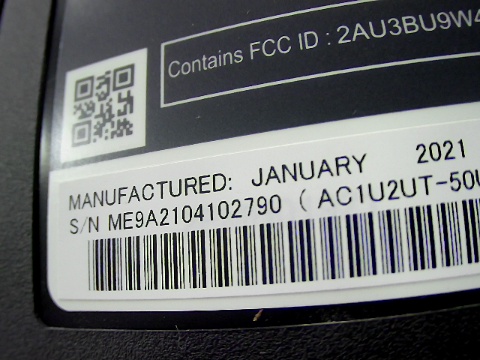 Contains FCC ID : 2AU3BU9W4
MANUFACTURED: JANUARY 2021
S/N ME9A2104102790 ( AC1U2UT-50U